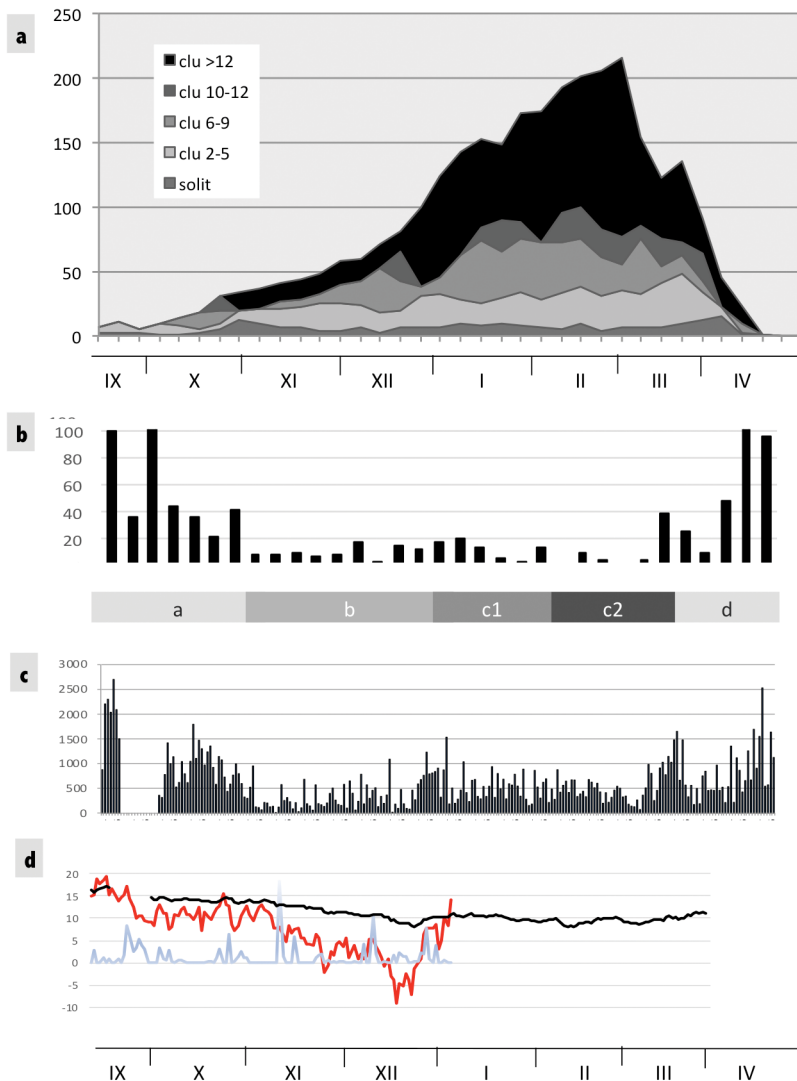 a
250
200
150
100
50
0
clu >12
clu 10-12
clu 6-9
clu 2-5
solit
IX X XI XII I II III IV
b
100
80
60
40
20
a b c1 c2 d
c
3000
2500
2000
1500
1000
500
0
d
20
15
10
5
0
-5
-10
IX X XI XII I II III IV